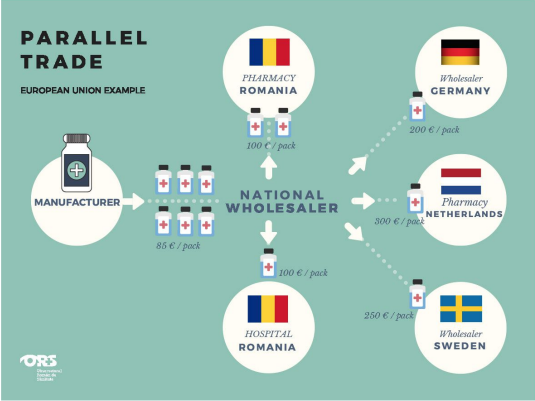 PARALLEL
TRADE
EUROPEAN UNION EXAMPLE
PHARMACY
ROMANIA
100 € / pack
Wholesaler
GERMANY
200 € / pack
MANUFACTURER
85 € / pack
NATIONAL
WHOLESALER
Pharmacy
NETHERLANDS
300 € / pack
100 € / pack
HOSPITAL
ROMANIA
250 € / pack
Wholesaler
SWEDEN
ORS